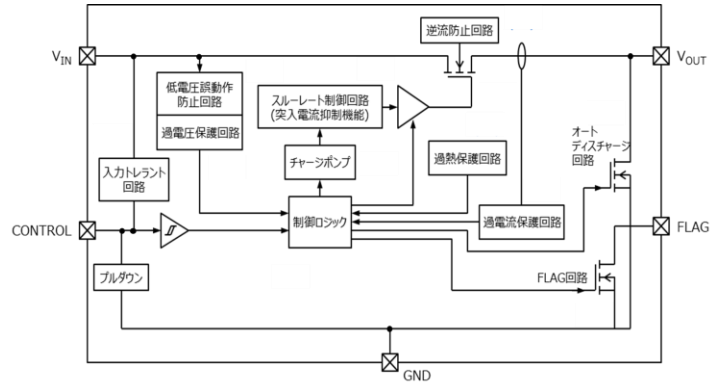 逆流防止回路
VIN
VOUT
低電圧誤動作
防止回路
過電圧保護回路
スルーレート制御回路
(突入電流抑制機能)
オート
ディスチャージ
回路
チャージポンプ
過熱保護回路
入力トレラント
回路
制御ロジック
過電流保護回路
CONTROL
FLAG
プルダウン
FLAG回路
GND